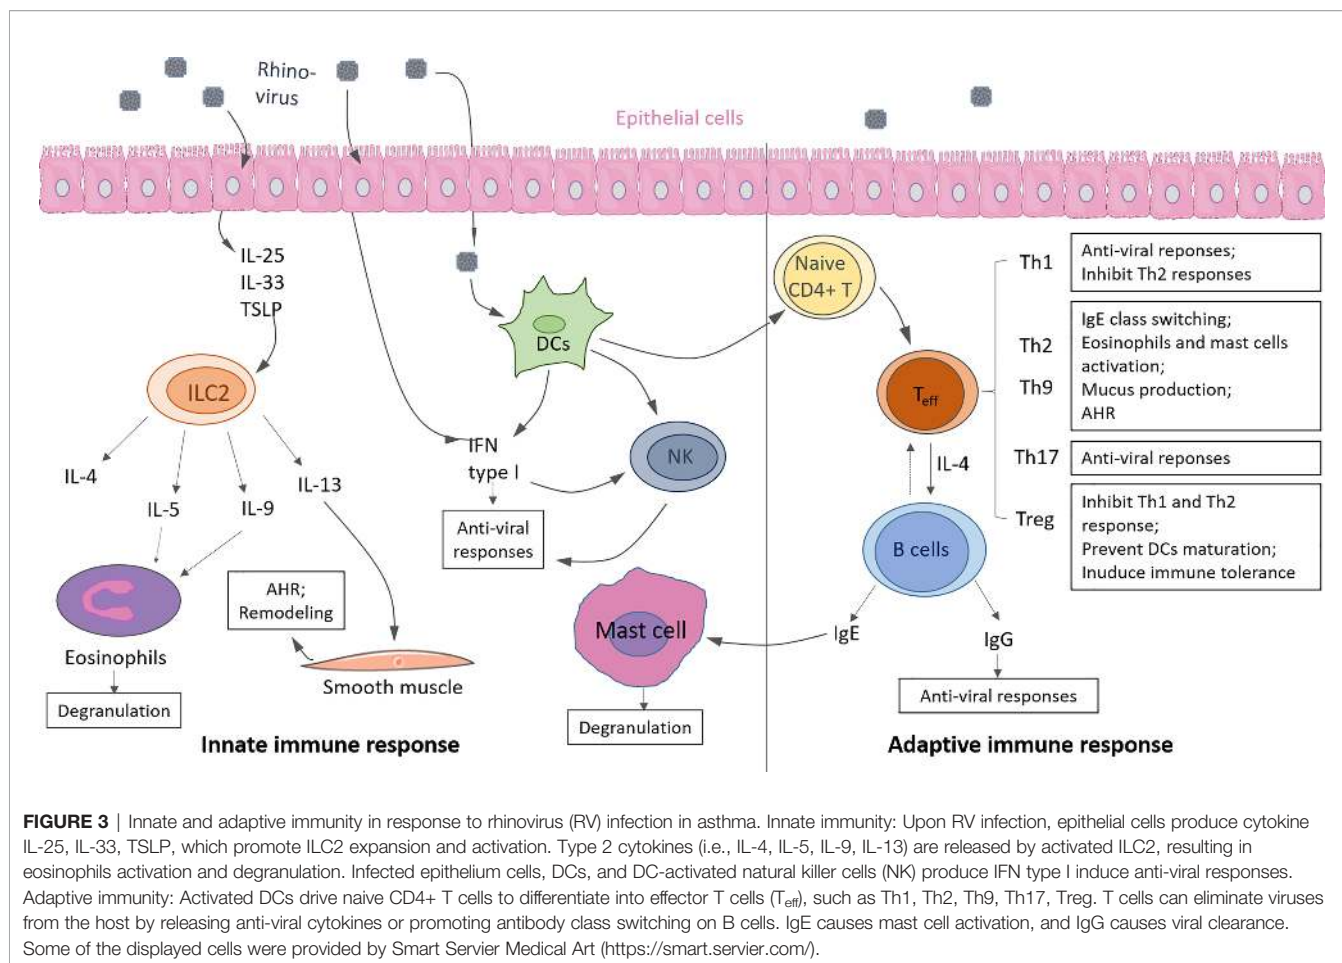 Rhino-
virus
Epithelial cells
IL-25
IL-33
TSLP
ILC2
IL-4
IL-5
IL-9
IL-13
Eosinophils
Degranulation
AHR;
Remodeling
Smooth muscle
DCs
IFN
type I
NK
Anti-viral
responses
Mast cell
Degranulation
Innate immune response
Naive
CD4+ T
Teff
IL-4
B cells
IgE
IgG
Anti-viral responses
Th1
Anti-viral reponses;
Inhibit Th2 responses
Th2
Th9
IgE class switching;
Eosinophils and mast cells
activation;
Mucus production;
AHR
Th17
Anti-viral reponses
Treg
Inhibit Th1 and Th2
response;
Prevent DCs maturation;
Inuduce immune tolerance
Adaptive immune response
FIGURE 3 | Innate and adaptive immunity in response to rhinovirus (RV) infection in asthma. Innate immunity: Upon RV infection, epithelial cells produce cytokine
IL-25, IL-33, TSLP, which promote ILC2 expansion and activation. Type 2 cytokines (i.e., IL-4, IL-5, IL-9, IL-13) are released by activated ILC2, resulting in
eosinophils activation and degranulation. Infected epithelium cells, DCs, and DC-activated natural killer cells (NK) produce IFN type I induce anti-viral responses.
Adaptive immunity: Activated DCs drive naive CD4+ T cells to differentiate into effector T cells (Teff), such as Th1, Th2, Th9, Th17, Treg. T cells can eliminate viruses
from the host by releasing anti-viral cytokines or promoting antibody class switching on B cells. IgE causes mast cell activation, and IgG causes viral clearance.
Some of the displayed cells were provided by Smart Servier Medical Art (https://smart.servier.com/).